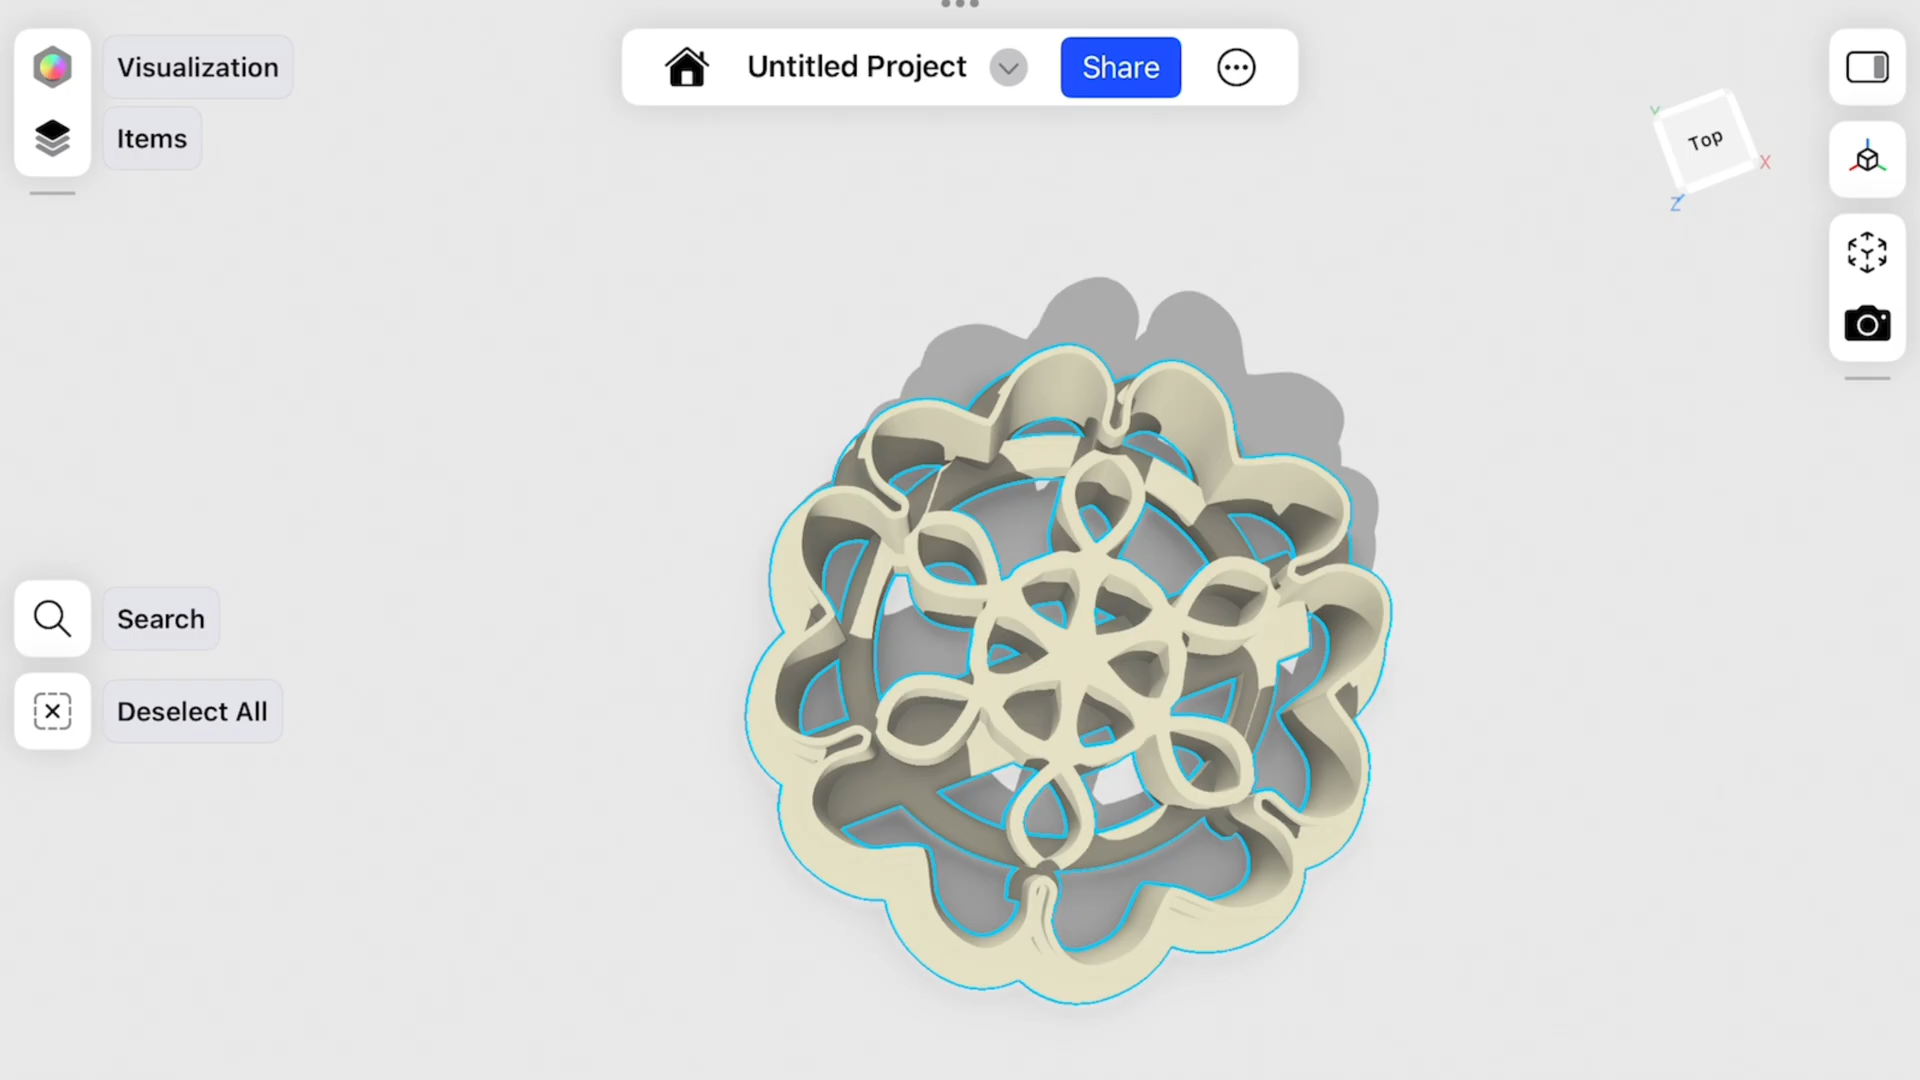 Visualization
Untitled Project
Share
Items
Y
Top
X
Z
Search
Deselect All